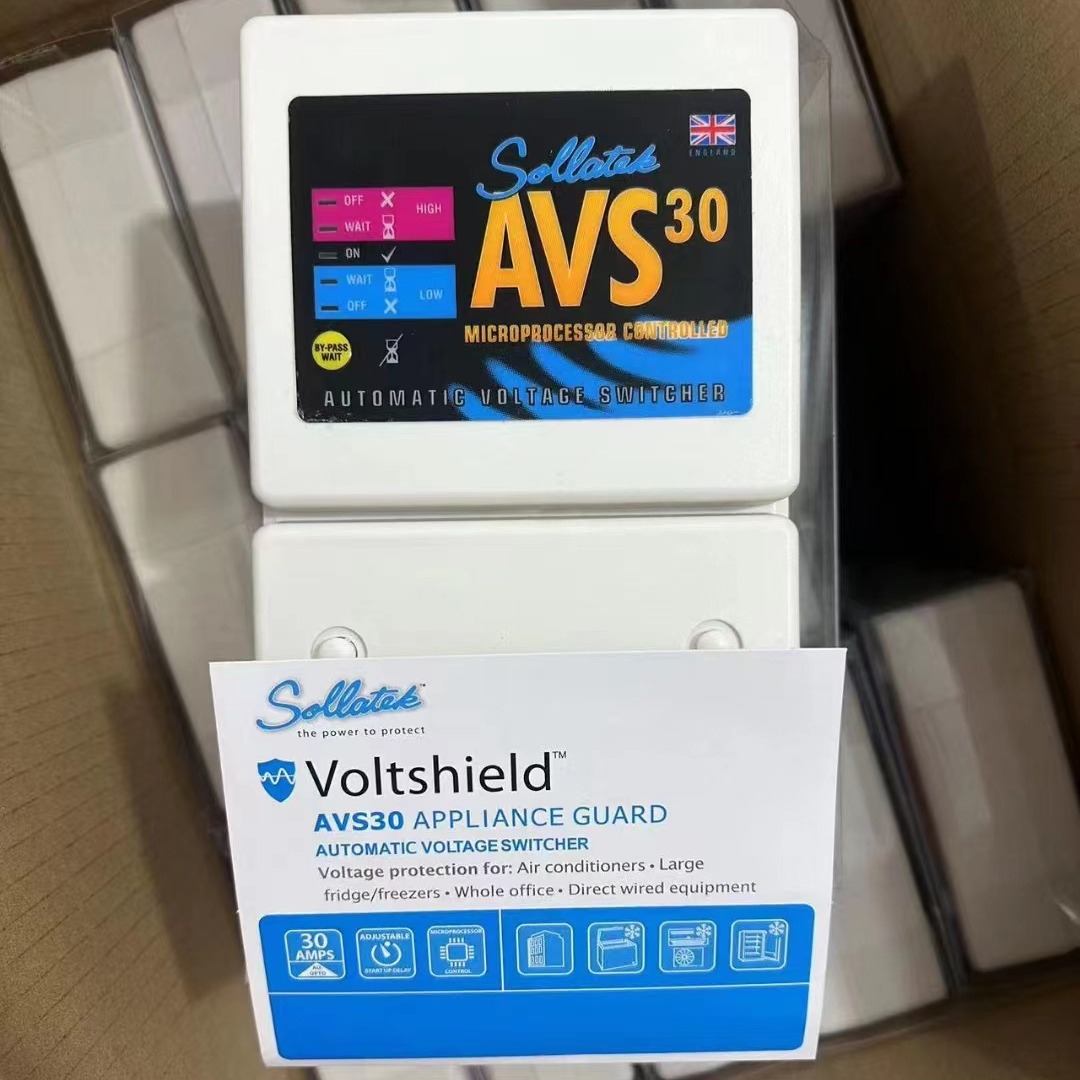 ENGLAND
Sollatek
AVS30
OFF
HIGH
WAIT
ON
WAIT
LOW
OFF
MICROPROCESSOR CONTROLLED
BY-PASS
WAIT
AUTOMATIC VOLTAGE SWITCHER
Sollatek™
the power to protect
Voltshield™
AVS30 APPLIANCE GUARD
AUTOMATIC VOLTAGE SWITCHER
Voltage protection for: Air conditioners • Large
fridge/freezers • Whole office • Direct wired equipment
30
AMPS
ADJUSTABLE
START UP DELAY
MICROPROCESSOR
CONTROL